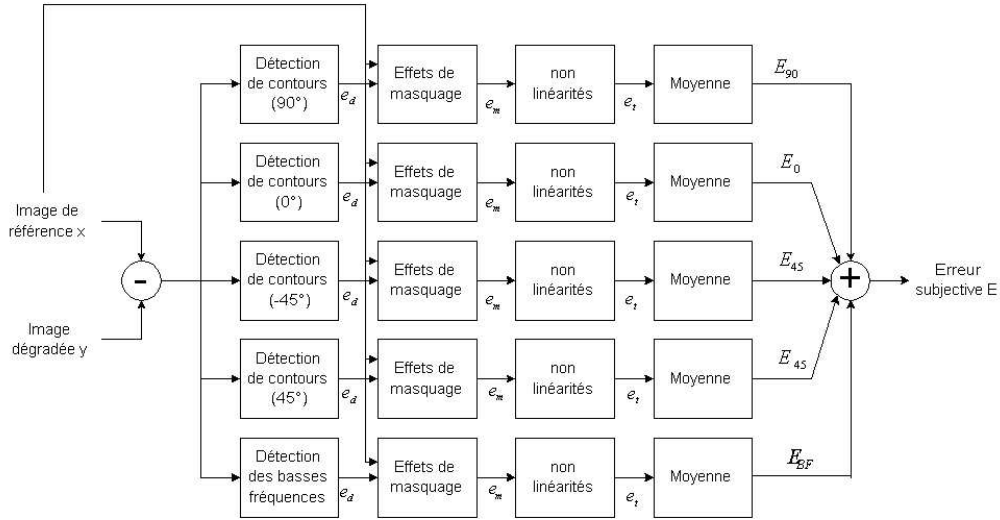 Image de
référence x
Image
dégradée y
-
Détection
de contours
(90°)
e_d
Effets de
masquage
e_m
non
linéarités
e_t
Moyenne
E_90
Détection
de contours
(0°)
e_d
Effets de
masquage
e_m
non
linéarités
e_t
Moyenne
E_0
Détection
de contours
(-45°)
e_d
Effets de
masquage
e_m
non
linéarités
e_t
Moyenne
E_45
Détection
de contours
(45°)
e_d
Effets de
masquage
e_m
non
linéarités
e_t
Moyenne
E_45
Détection
des basses
fréquences
e_d
Effets de
masquage
e_m
non
linéarités
e_t
Moyenne
E_BF
+
Erreur
subjective E